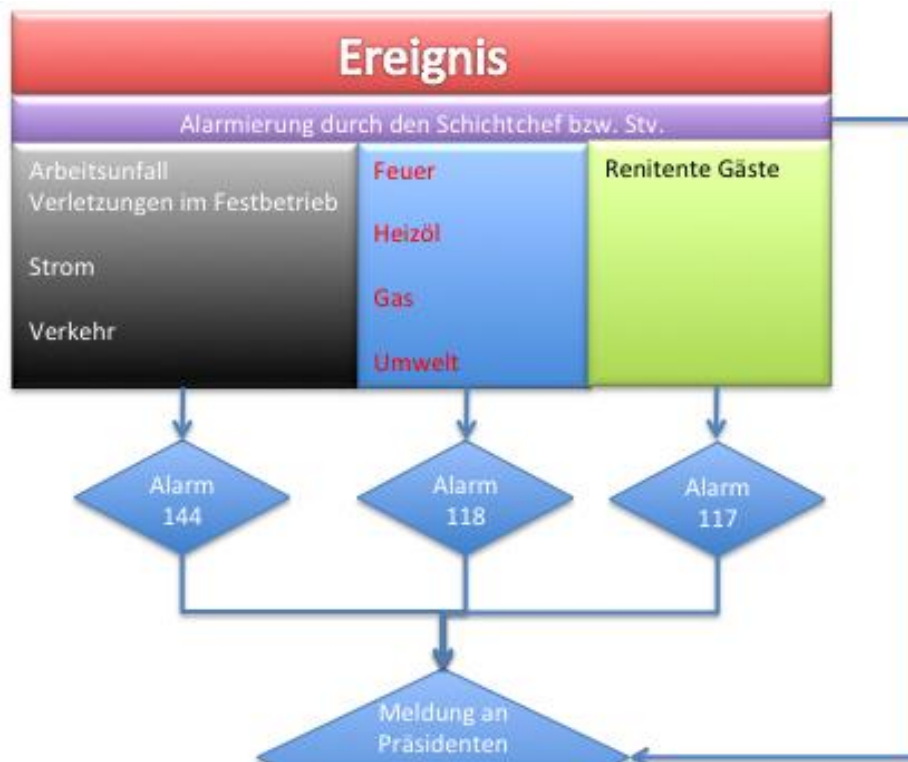 Ereignis
Alarmierung durch den Schichtchef bzw. Stv.
Arbeitsunfall
Verletzungen im Festbetrieb
Strom
Verkehr
Feuer
Heizöl
Gas
Umwelt
Renitente Gäste
Alarm
144
Alarm
118
Alarm
117
Meldung an
Präsidenten